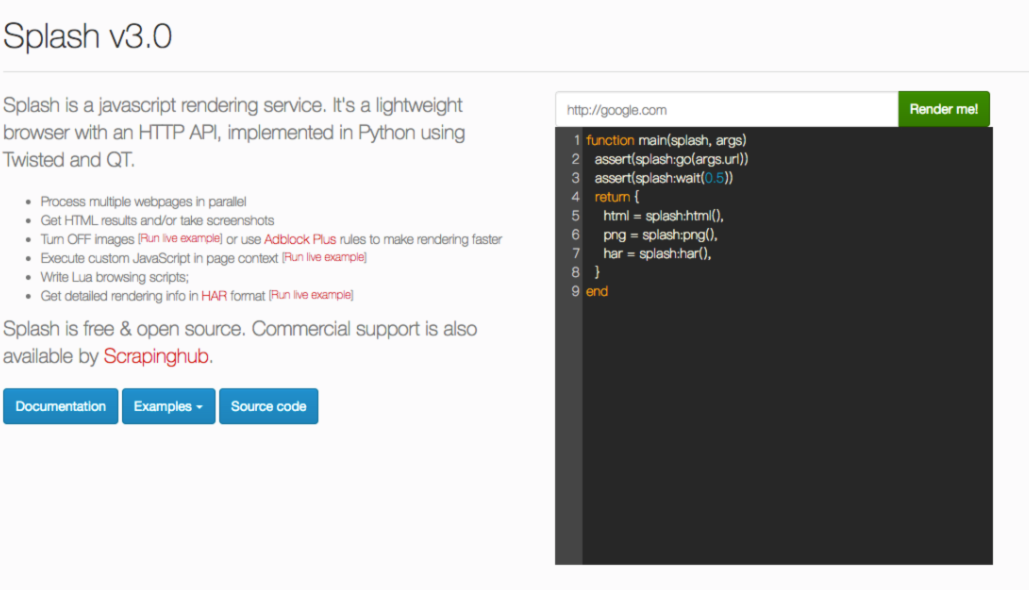 Splash v3.0
Splash is a javascript rendering service. It's a lightweight
browser with an HTTP API, implemented in Python using
Twisted and QT.
• Process multiple webpages in parallel
• Get HTML results and/or take screenshots
• Turn OFF images [Run live example] or use Adblock Plus rules to make rendering faster
• Execute custom JavaScript in page context [Run live example]
• Write Lua browsing scripts;
• Get detailed rendering info in HAR format [Run live example]
Splash is free & open source. Commercial support is also
available by Scrapinghub.
Documentation
Examples
Source code
http://google.com
Render me!
1 function main(splash, args)
2   assert(splash:go(args.url))
3   assert(splash:wait(0.5))
4   return {
5     html = splash:html(),
6     png = splash:png(),
7     har = splash:har(),
8   }
9 end